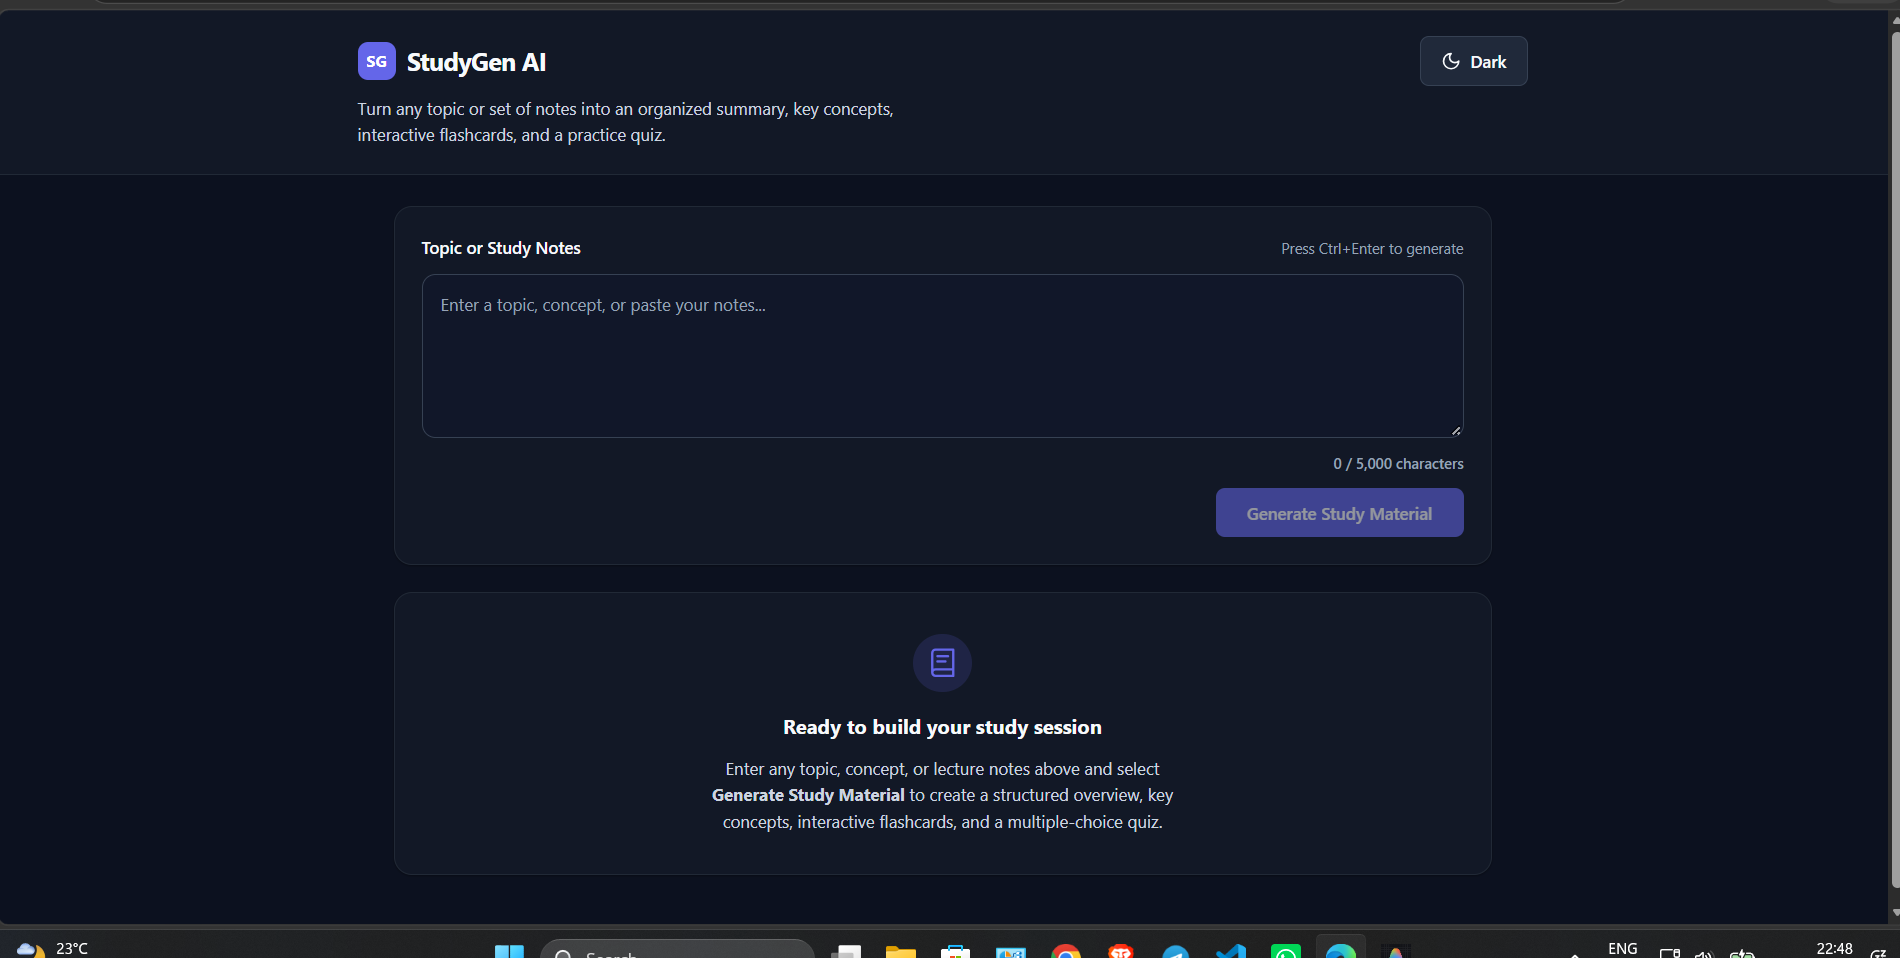 SG StudyGen AI
Dark
Turn any topic or set of notes into an organized summary, key concepts,
interactive flashcards, and a practice quiz.
Topic or Study Notes
Press Ctrl+Enter to generate
Enter a topic, concept, or paste your notes...
0 / 5,000 characters
Generate Study Material
Ready to build your study session
Enter any topic, concept, or lecture notes above and select
Generate Study Material to create a structured overview, key
concepts, interactive flashcards, and a multiple-choice quiz.
23°C
Search
ENG
22:48